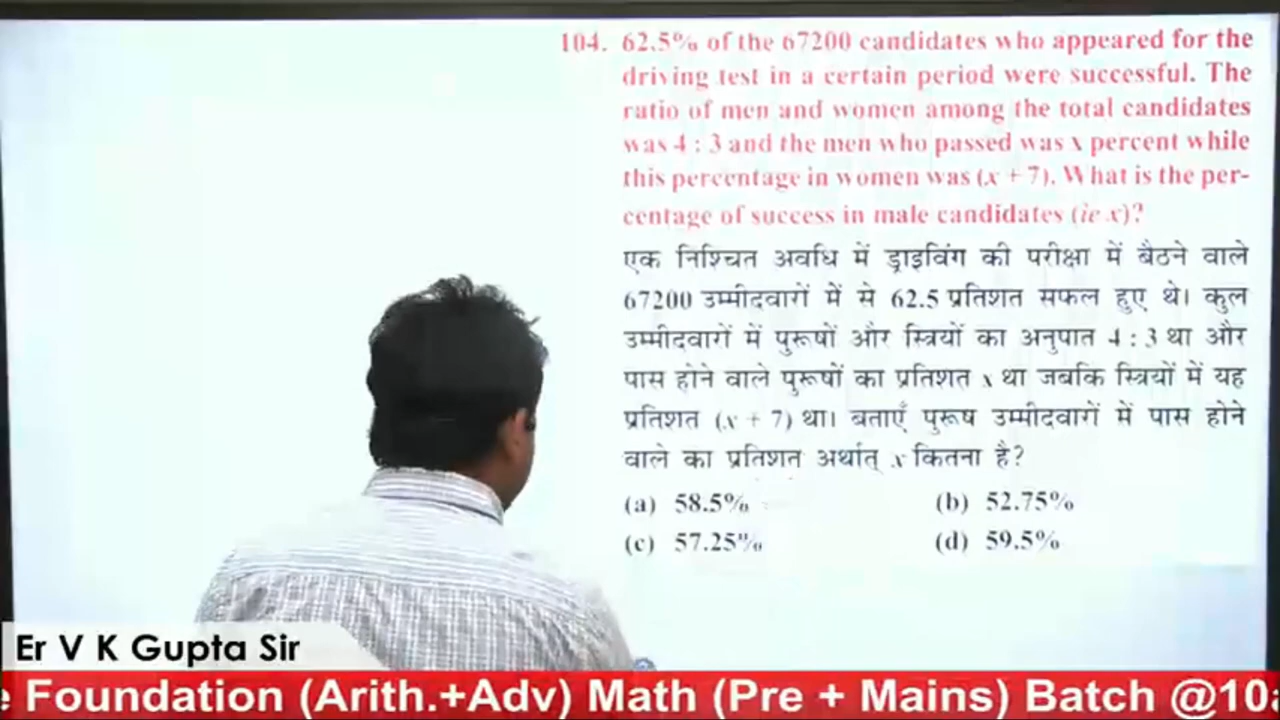 104. 62.5% of the 67200 candidates who appeared for the
driving test in a certain period were successful. The
ratio of men and women among the total candidates
was 4 : 3 and the men who passed was x percent while
this percentage in women was (x + 7). What is the per-
centage of success in male candidates (ie x)?
एक निश्चित अवधि में ड्राइविंग की परीक्षा में बैठने वाले
67200 उम्मीदवारों में से 62.5 प्रतिशत सफल हुए थे। कुल
उम्मीदवारों में पुरूषों और स्त्रियों का अनुपात 4 : 3 था और
पास होने वाले पुरूषों का प्रतिशत x था जबकि स्त्रियों में यह
प्रतिशत (x + 7) था। बताएँ पुरूष उम्मीदवारों में पास होने
वाले का प्रतिशत अर्थात् x कितना है?
(a) 58.5% (b) 52.75%
(c) 57.25% (d) 59.5%
Er V K Gupta Sir
e Foundation (Arith.+Adv) Math (Pre + Mains) Batch @10a